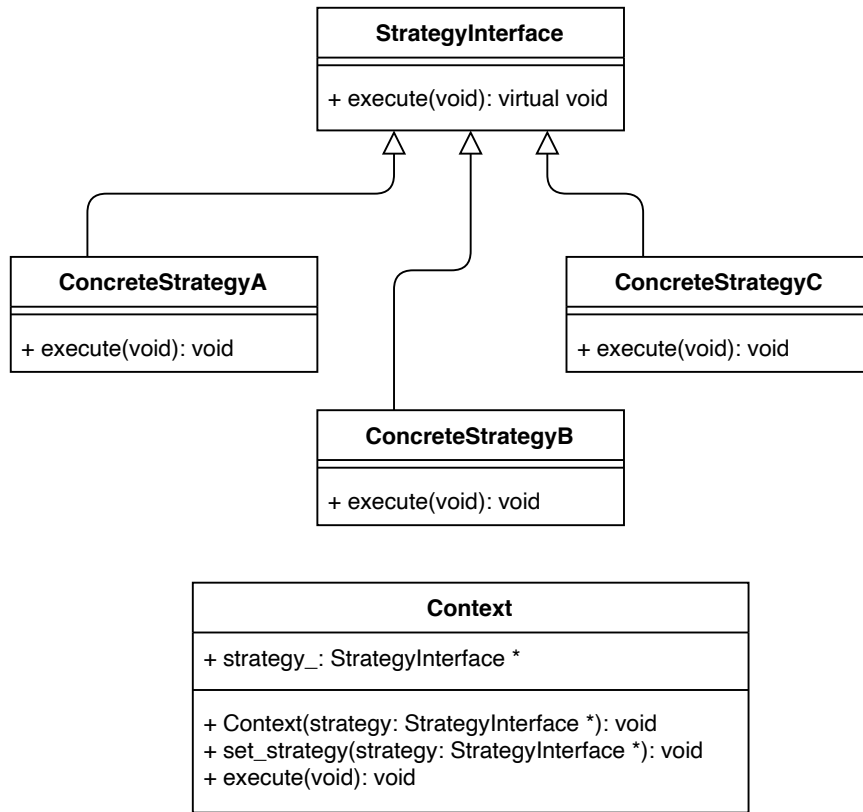 StrategyInterface
+ execute(void): virtual void
ConcreteStrategyA
+ execute(void): void
ConcreteStrategyC
+ execute(void): void
ConcreteStrategyB
+ execute(void): void
Context
+ strategy_: StrategyInterface *
+ Context(strategy: StrategyInterface *): void
+ set_strategy(strategy: StrategyInterface *): void
+ execute(void): void